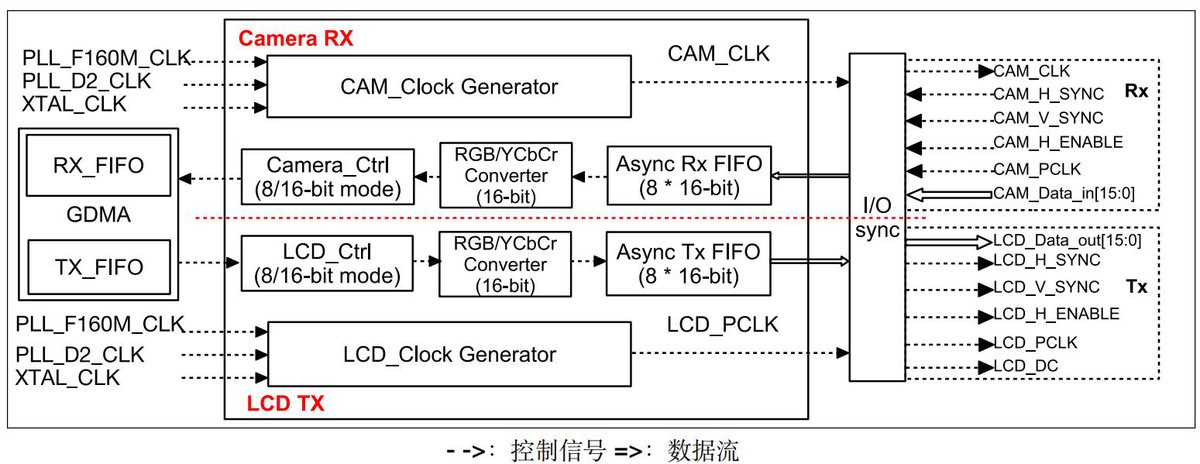 Camera RX
PLL_F160M_CLK
PLL_D2_CLK
XTAL_CLK
CAM_Clock Generator
CAM_CLK
CAM_CLK
CAM_H_SYNC
CAM_V_SYNC
CAM_H_ENABLE
CAM_PCLK
CAM_Data_in[15:0]
Rx
RX_FIFO
GDMA
TX_FIFO
Camera_Ctrl
(8/16-bit mode)
RGB/YCbCr
Converter
(16-bit)
Async Rx FIFO
(8 * 16-bit)
I/O
sync
LCD_Ctrl
(8/16-bit mode)
RGB/YCbCr
Converter
(16-bit)
Async Tx FIFO
(8 * 16-bit)
LCD_Data_out[15:0]
LCD_H_SYNC
LCD_V_SYNC
LCD_H_ENABLE
LCD_PCLK
LCD_DC
Tx
PLL_F160M_CLK
PLL_D2_CLK
XTAL_CLK
LCD_Clock Generator
LCD_PCLK
LCD TX
- -&gt;：控制信号 =&gt;：数据流